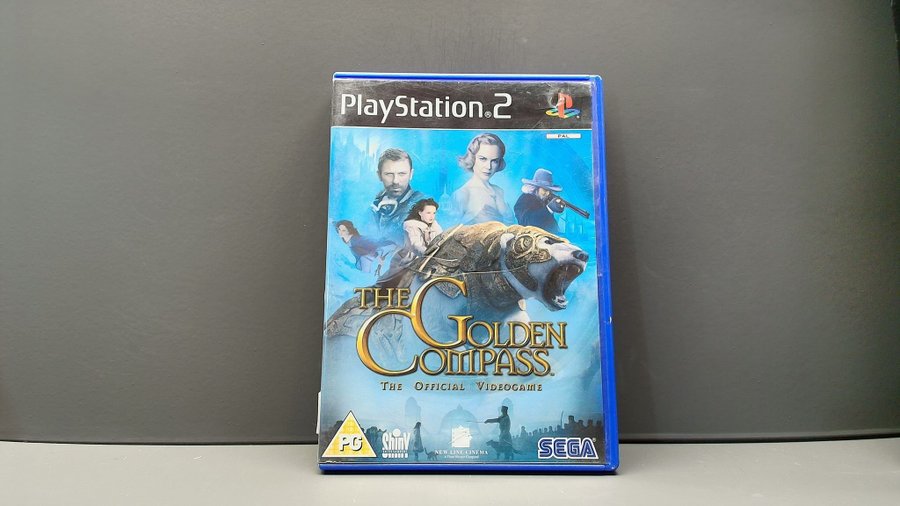 PlayStation®2
PAL
THE GOLDEN COMPASS
THE OFFICIAL VIDEOGAME
PG
Shiny
NEW LINE CINEMA
SEGA